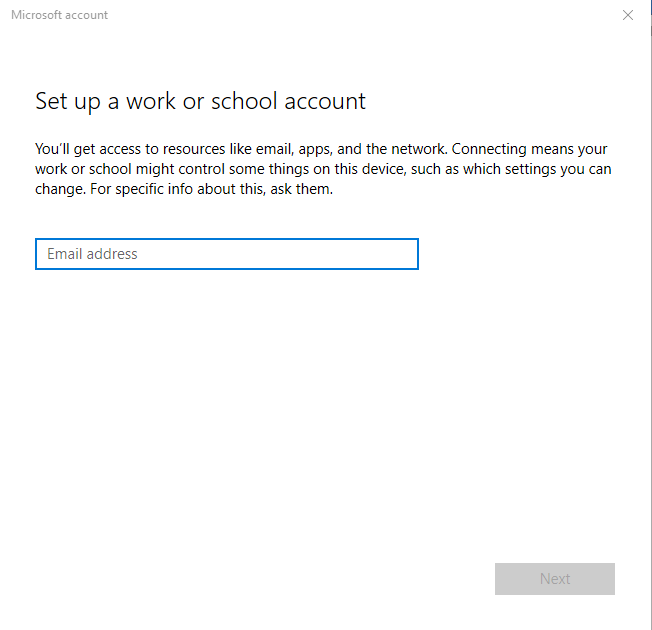 Microsoft account
Set up a work or school account
You’ll get access to resources like email, apps, and the network. Connecting means your
work or school might control some things on this device, such as which settings you can
change. For specific info about this, ask them.
Email address
Next